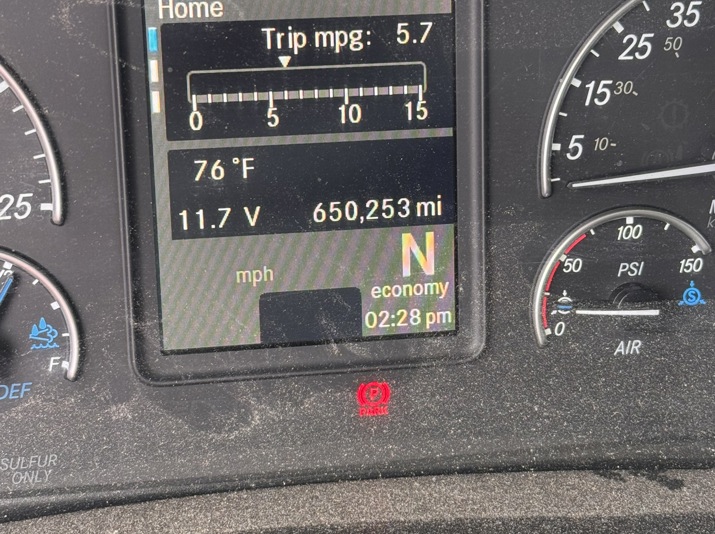 Home
Trip mpg: 5.7
0 5 10 15
76 °F
11.7 V 650,253 mi
N
mph
economy
02:28 pm
25
F
DEF
SULFUR
ONLY
35
25 50
15 30
5 10
100
50 PSI 150
0
AIR